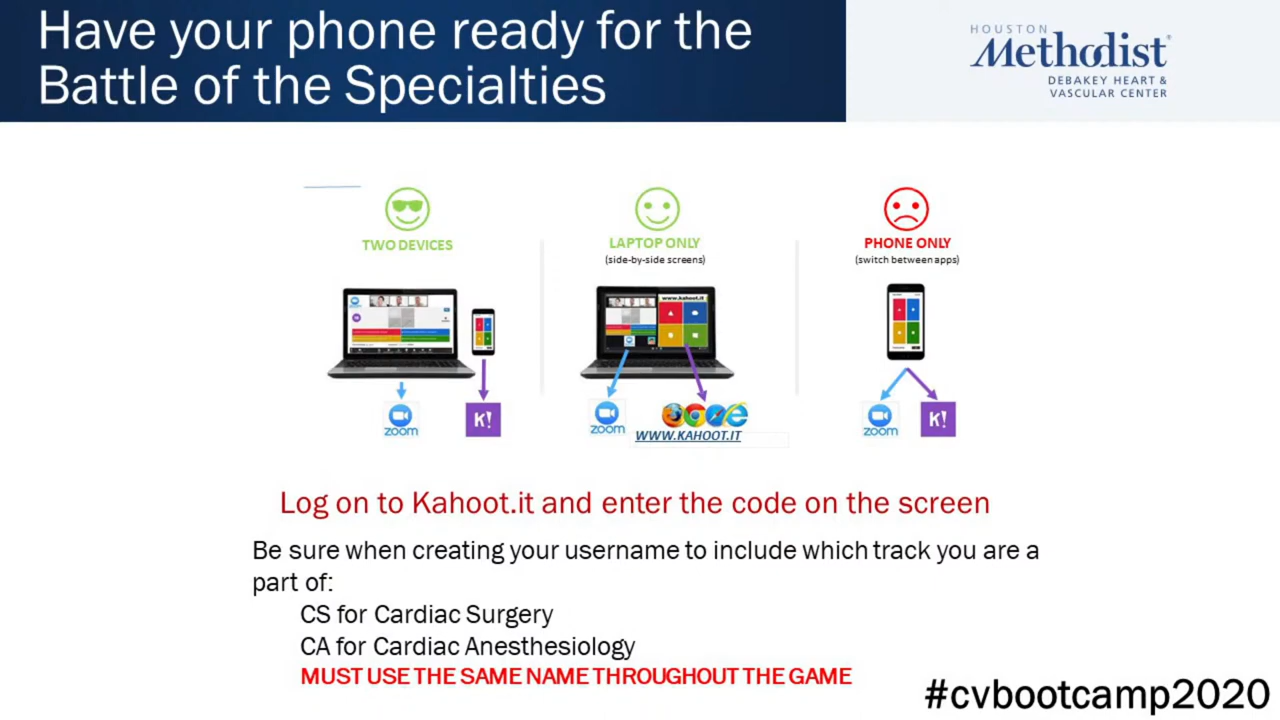 Have your phone ready for the
Battle of the Specialties
HOUSTON
Methodist®
DEBAKEY HEART &
VASCULAR CENTER
TWO DEVICES
LAPTOP ONLY
(side-by-side screens)
PHONE ONLY
(switch between apps)
www.kahoot.it
zoom
K!
zoom
WWW.KAHOOT.IT
zoom
K!
Log on to Kahoot.it and enter the code on the screen
Be sure when creating your username to include which track you are a
part of:
CS for Cardiac Surgery
CA for Cardiac Anesthesiology
MUST USE THE SAME NAME THROUGHOUT THE GAME
#cvbootcamp2020